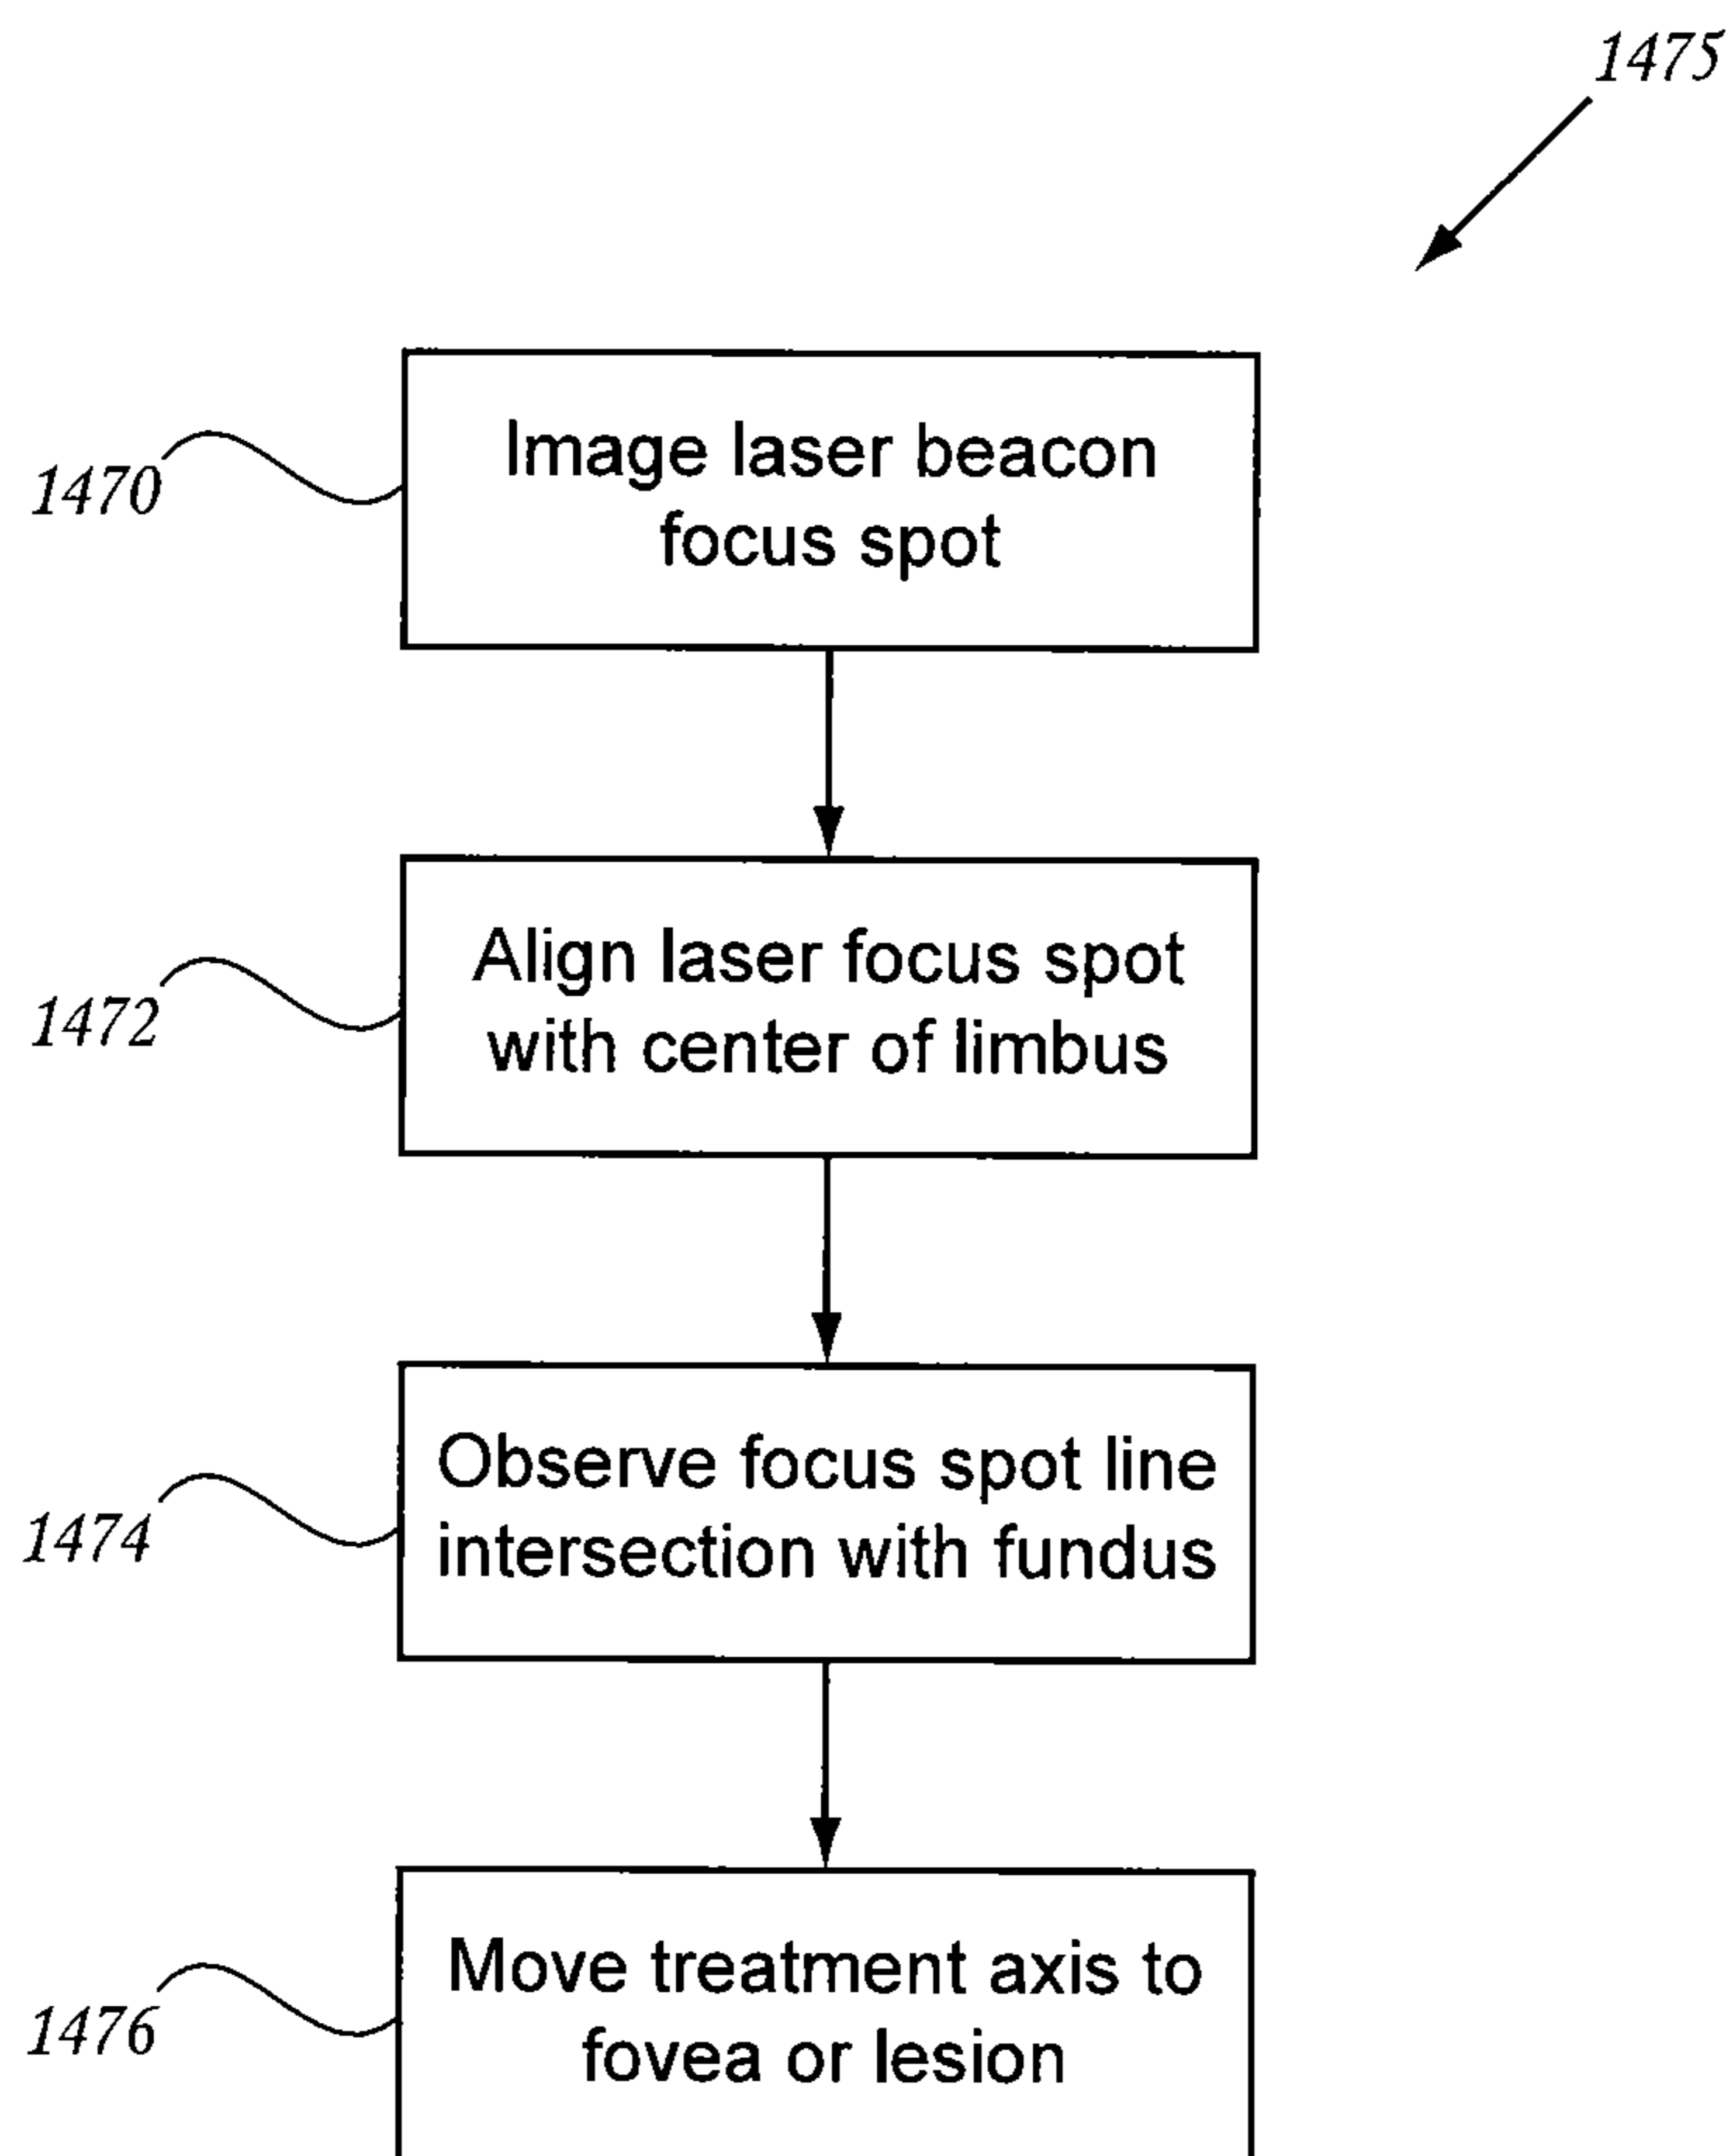 1475
1470
Image laser beacon
focus spot
1472
Align laser focus spot
with center of limbus
1474
Observe focus spot line
intersection with fundus
1476
Move treatment axis to
fovea or lesion